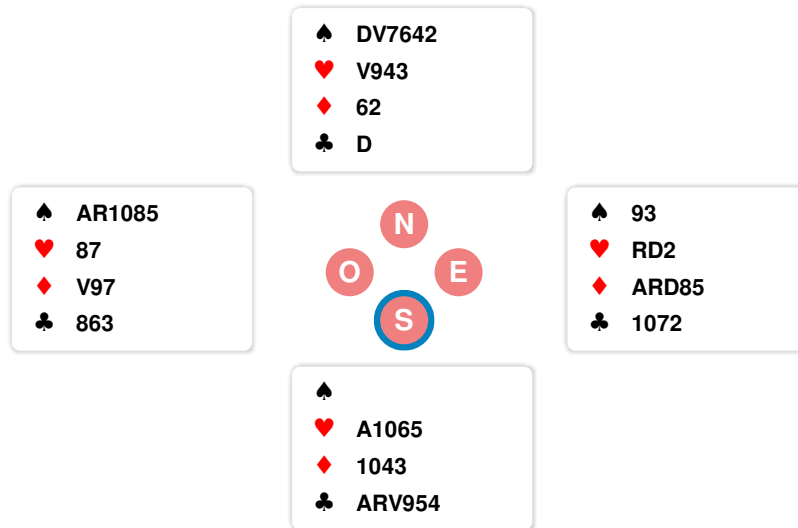 ♠ DV7642
♥ V943
♦ 62
♣ D
♠ AR1085
♥ 87
♦ V97
♣ 863
N
O E
S
♠ 93
♥ RD2
♦ ARD85
♣ 1072
♠
♥ A1065
♦ 1043
♣ ARV954